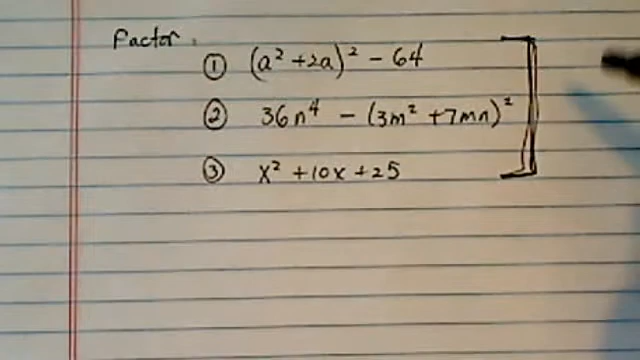 Factor :
① (a² + 2a)² - 64
② 36n⁴ - (3m² + 7mn)²
③ x² + 10x + 25